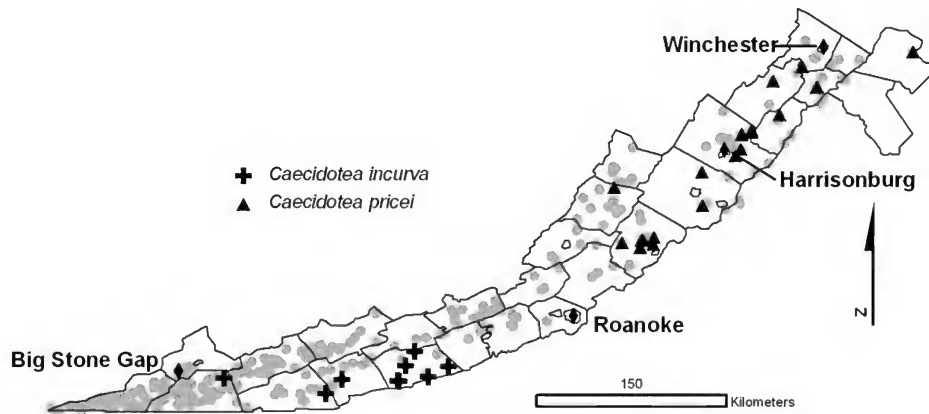 Winchester
Caecidotea incurva
Caecidotea pricei
Harrisonburg
N
Roanoke
Big Stone Gap
150
Kilometers